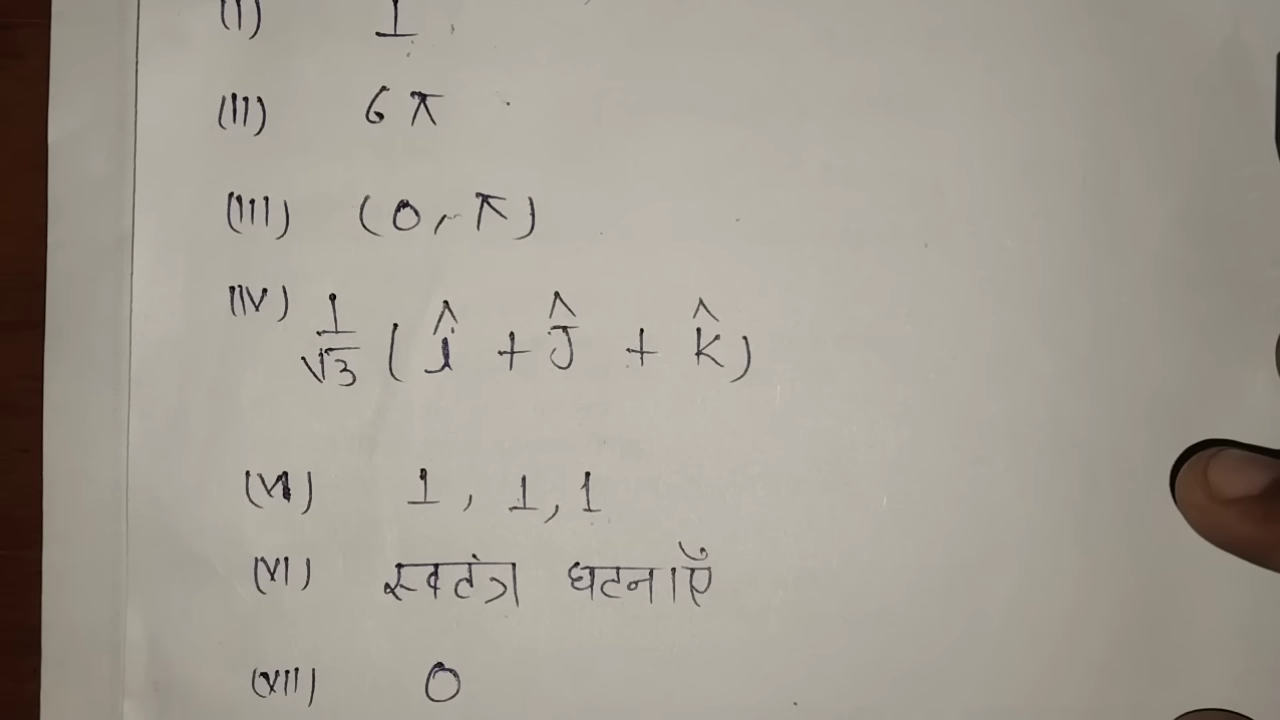 (I) 1
(II) 6π
(III) (0, π)
(IV) 1/√3 (î + ĵ + k̂)
(V) 1, 1, 1
(VI) स्वतंत्र घटनाएँ
(VII) 0